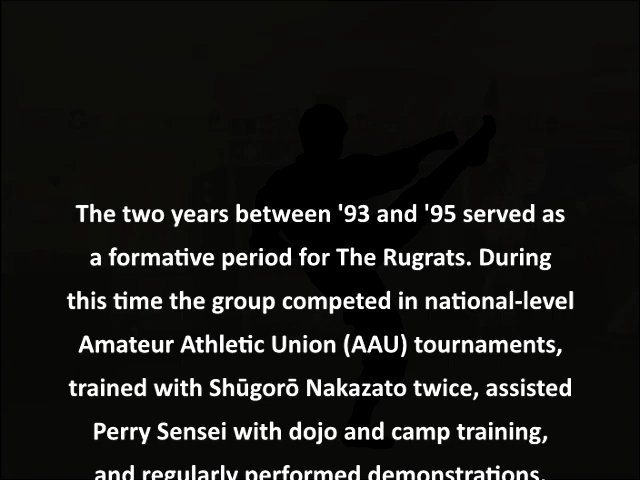 The two years between '93 and '95 served as
a formative period for The Rugrats. During
this time the group competed in national-level
Amateur Athletic Union (AAU) tournaments,
trained with Shūgorō Nakazato twice, assisted
Perry Sensei with dojo and camp training,
and regularly performed demonstrations.